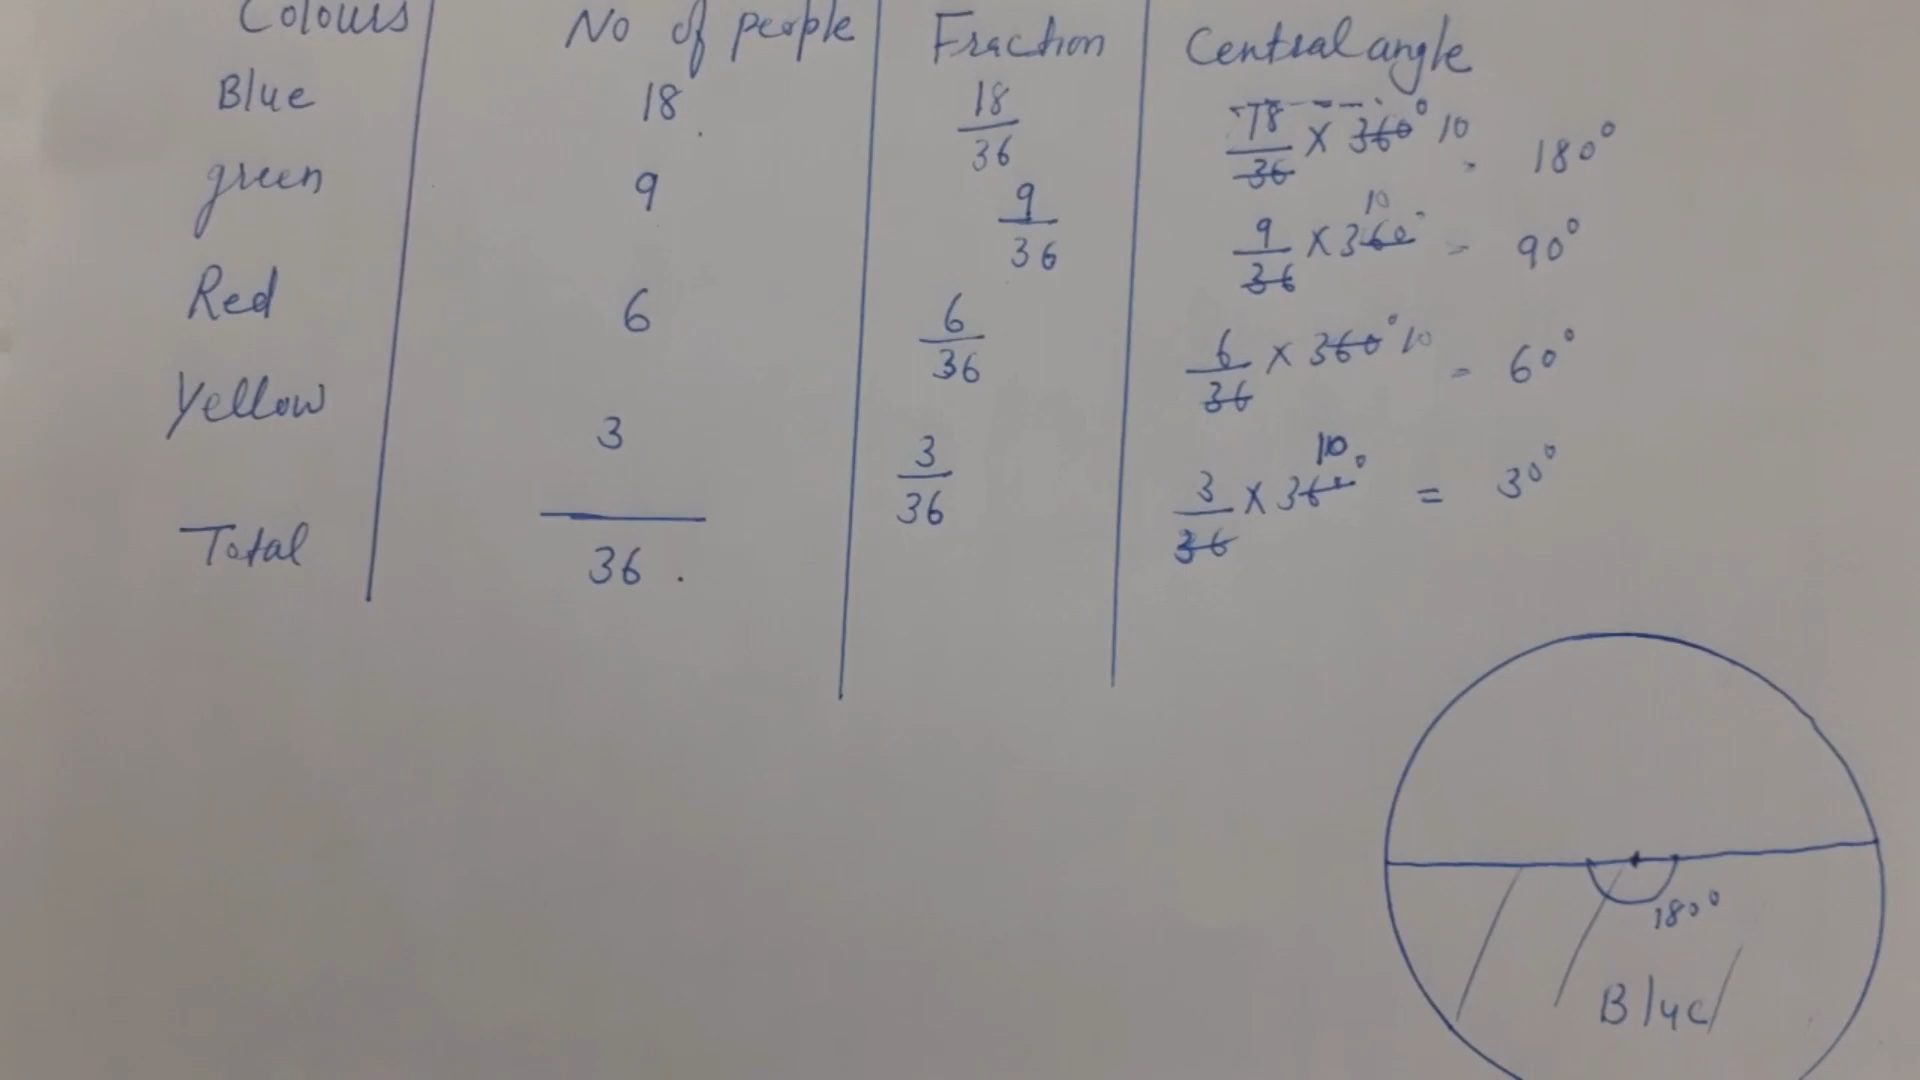 Colours No of people Fraction Central angle
Blue 18 18/36 18/36 × 360° 10 = 180°
green 9 9/36 9/36 × 360° 10 = 90°
Red 6 6/36 6/36 × 360° 10 = 60°
Yellow 3 3/36 3/36 × 360° 10 = 30°
Total 36
180°
Blue